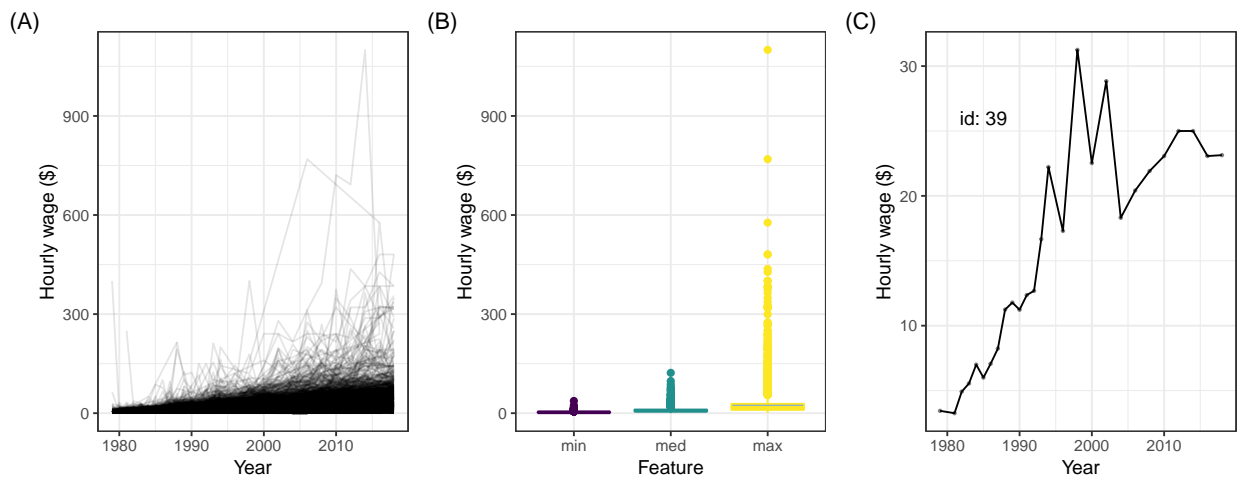 (A)
Hourly wage ($)
900
600
300
0
1980 1990 2000 2010
Year
(B)
Hourly wage ($)
900
600
300
0
min med max
Feature
(C)
Hourly wage ($)
30
20
10
id: 39
1980 1990 2000 2010
Year